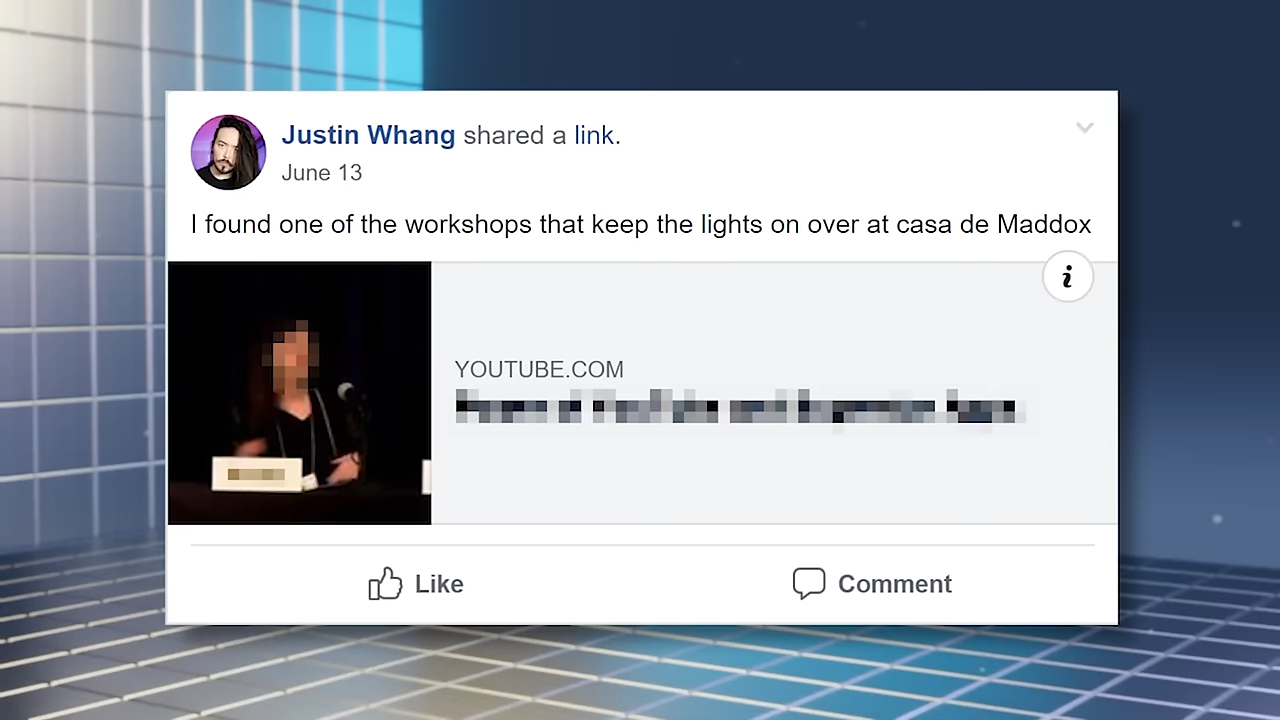 Justin Whang shared a link.
June 13
I found one of the workshops that keep the lights on over at casa de Maddox
i
YOUTUBE.COM
Like
Comment